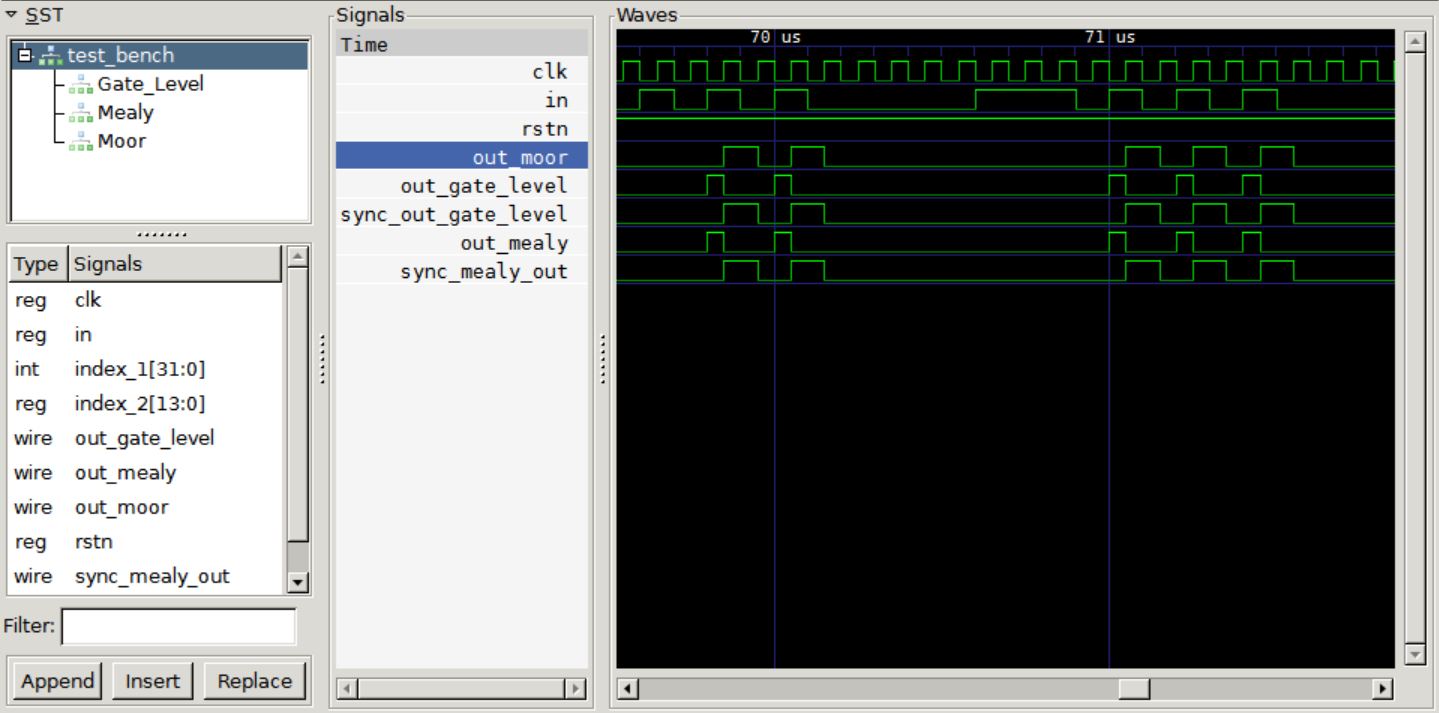 SST
test_bench
Gate_Level
Mealy
Moor
Type Signals
reg clk
reg in
int index_1[31:0]
reg index_2[13:0]
wire out_gate_level
wire out_mealy
wire out_moor
reg rstn
wire sync_mealy_out
Filter:
Append Insert Replace
Signals
Time
clk
in
rstn
out_moor
out_gate_level
sync_out_gate_level
out_mealy
sync_mealy_out
Waves
70 us 71 us